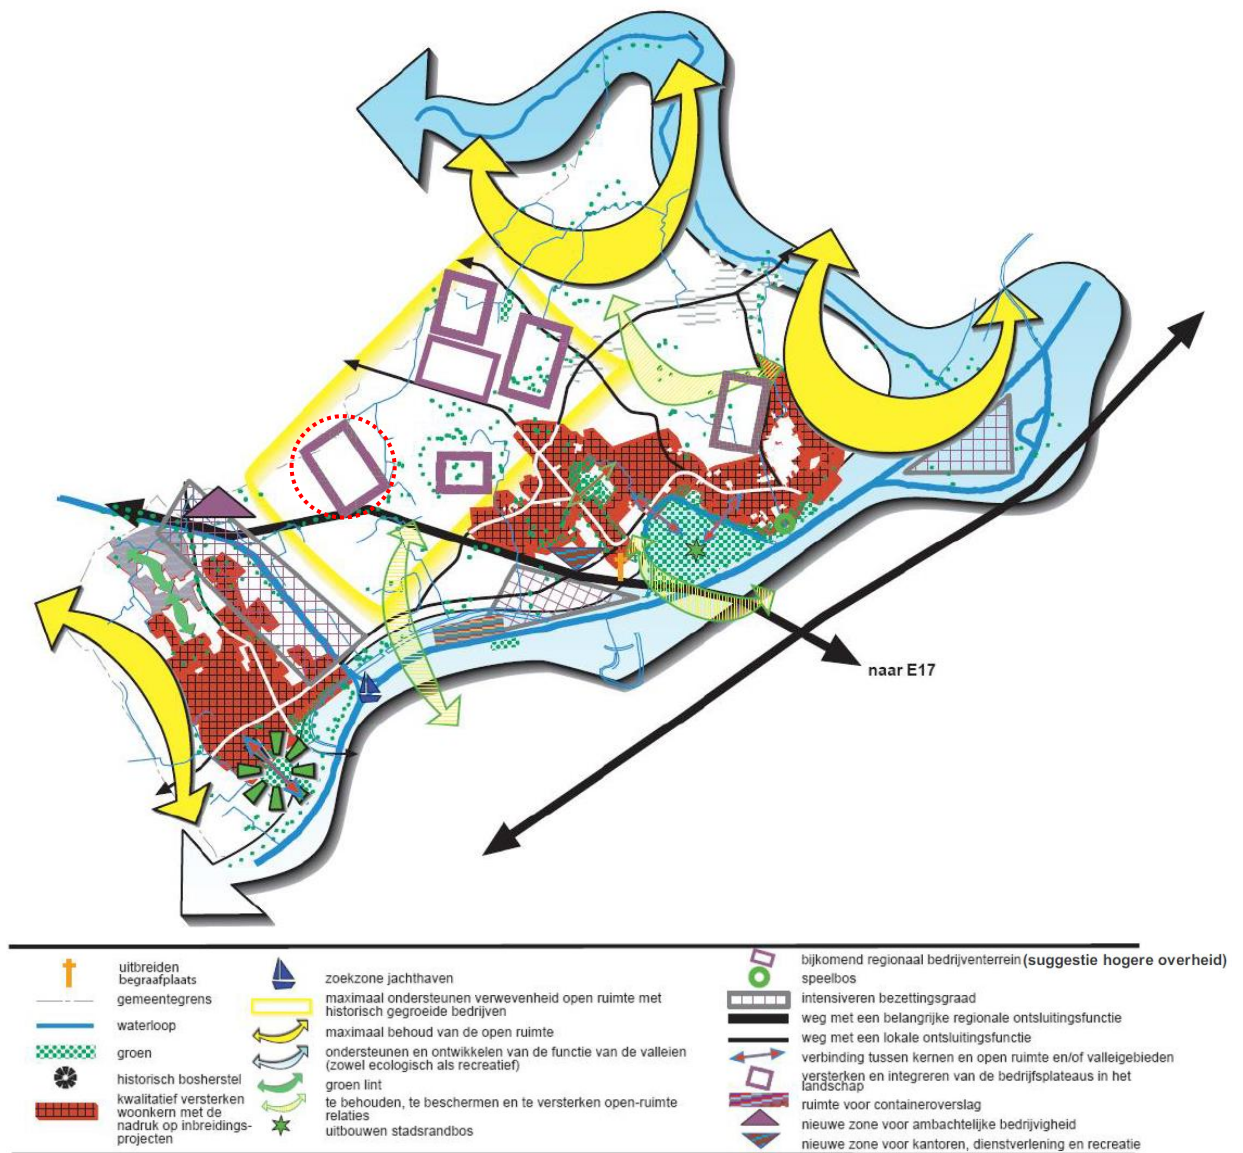 naar E17
uitbreiden
begraafplaats
gemeentegrens
waterloop
groen
historisch bosherstel
kwalitatief versterken
woonkern met de
nadruk op inbreidings-
projecten
zoekzone jachthaven
maximaal ondersteunen verwevenheid open ruimte met
historisch gegroeide bedrijven
maximaal behoud van de open ruimte
ondersteunen en ontwikkelen van de functie van de valleien
(zowel ecologisch als recreatief)
groen lint
te behouden, te beschermen en te versterken open-ruimte
relaties
uitbouwen stadsrandbos
bijkomend regionaal bedrijventerrein (suggestie hogere overheid)
speelbos
intensiveren bezettingsgraad
weg met een belangrijke regionale ontsluitingsfunctie
weg met een lokale ontsluitingsfunctie
verbinding tussen kernen en open ruimte en/of valleigebieden
versterken en integreren van de bedrijfsplateaus in het
landschap
ruimte voor containeroverslag
nieuwe zone voor ambachtelijke bedrijvigheid
nieuwe zone voor kantoren, dienstverlening en recreatie